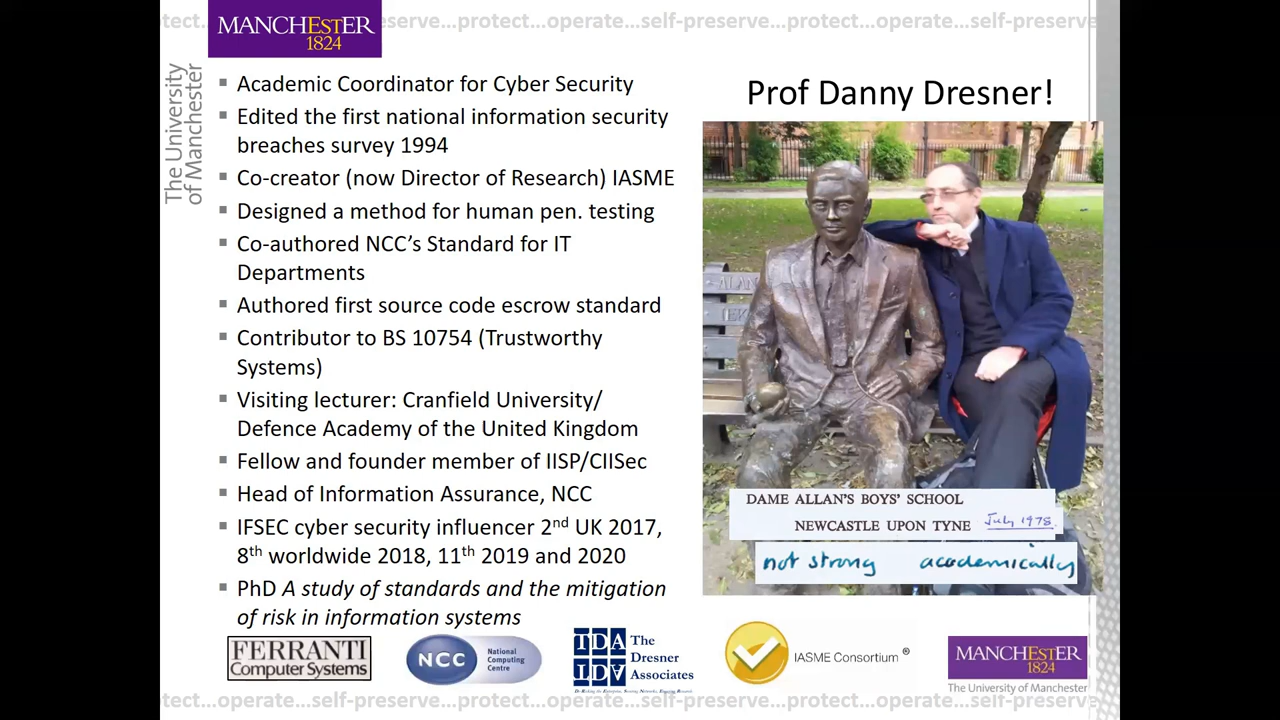 ...protect...operate...self-preserve...protect...operate...self-preserve
MANCHESTER
1824
The University
of Manchester
Prof Danny Dresner!
▪ Academic Coordinator for Cyber Security
▪ Edited the first national information security
breaches survey 1994
▪ Co-creator (now Director of Research) IASME
▪ Designed a method for human pen. testing
▪ Co-authored NCC's Standard for IT
Departments
▪ Authored first source code escrow standard
▪ Contributor to BS 10754 (Trustworthy
Systems)
▪ Visiting lecturer: Cranfield University/
Defence Academy of the United Kingdom
▪ Fellow and founder member of IISP/CIISec
▪ Head of Information Assurance, NCC
▪ IFSEC cyber security influencer 2nd UK 2017,
8th worldwide 2018, 11th 2019 and 2020
▪ PhD A study of standards and the mitigation
of risk in information systems
ALAN
DAME ALLAN'S BOYS' SCHOOL
NEWCASTLE UPON TYNE July 1978.
not strong academically
FERRANTI
Computer Systems
NCC
National
Computing
Centre
TDA
The
Dresner
Associates
IASME Consortium ®
MANCHESTER
1824
The University of Manchester
...protect...operate...self-preserve...protect...operate...self-preserve